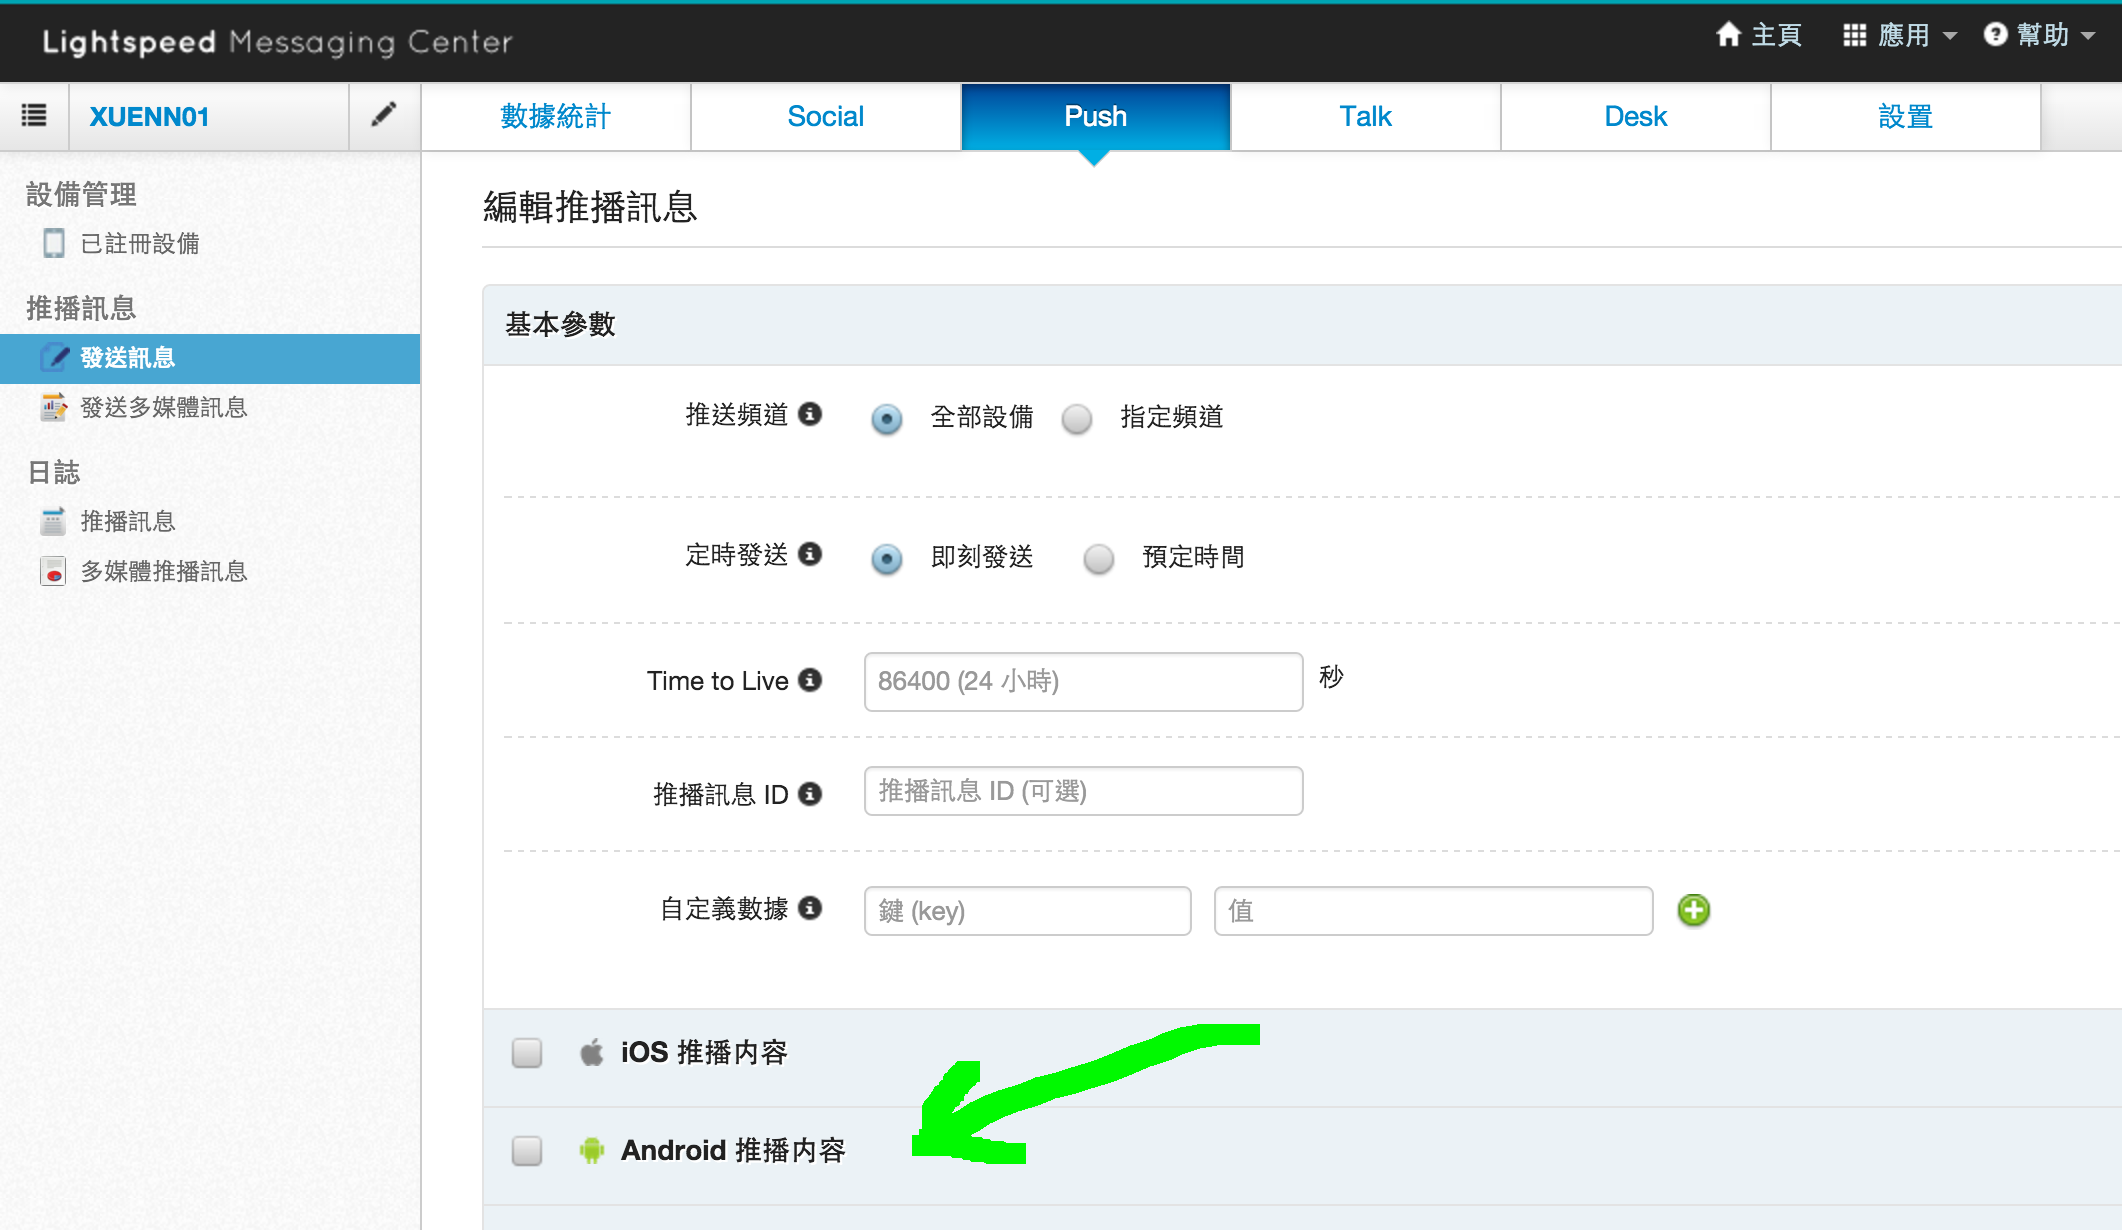 Lightspeed Messaging Center
主頁 應用 幫助
XUENN01 數據統計 Social Push Talk Desk 設置
設備管理
已註冊設備
推播訊息
發送訊息
發送多媒體訊息
日誌
推播訊息
多媒體推播訊息
編輯推播訊息
基本參數
推送頻道 全部設備 指定頻道
定時發送 即刻發送 預定時間
Time to Live 86400 (24 小時) 秒
推播訊息 ID 推播訊息 ID (可選)
自定義數據 鍵 (key) 值
iOS 推播内容
Android 推播内容